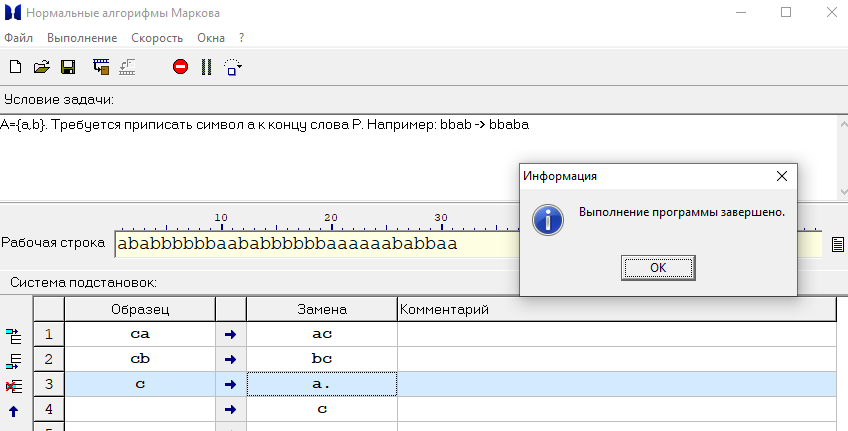 Нормальные алгорифмы Маркова
Файл Выполнение Скорость Окна ?
Условие задачи:
A={a,b}. Требуется приписать символ a к концу слова P. Например: bbab -> bbaba
Информация
Выполнение программы завершено.
OK
10 20 30
Рабочая строка ababbbbbbaababbbbbbaaaaaababbaa
Система подстановок:
Образец Замена Комментарий
1 ca → ac
2 cb → bc
3 c → a.
4 → c